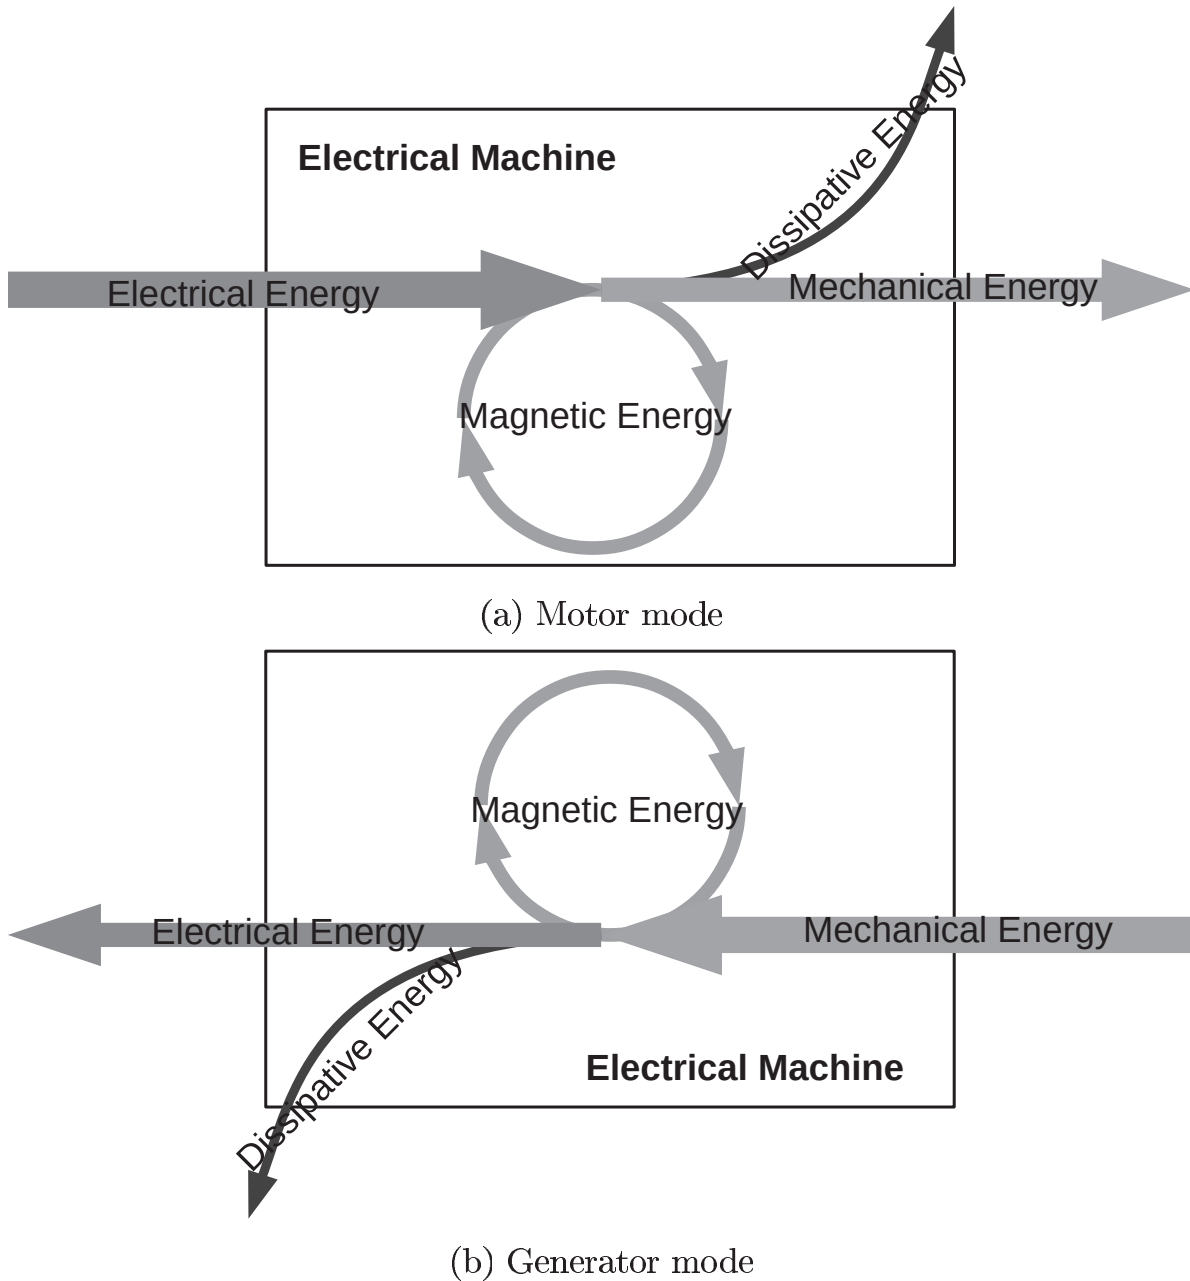 Dissipative Energy
Electrical Machine
Electrical Energy
Mechanical Energy
Magnetic Energy
(a) Motor mode
Magnetic Energy
Electrical Energy
Mechanical Energy
Dissipative Energy
Electrical Machine
(b) Generator mode